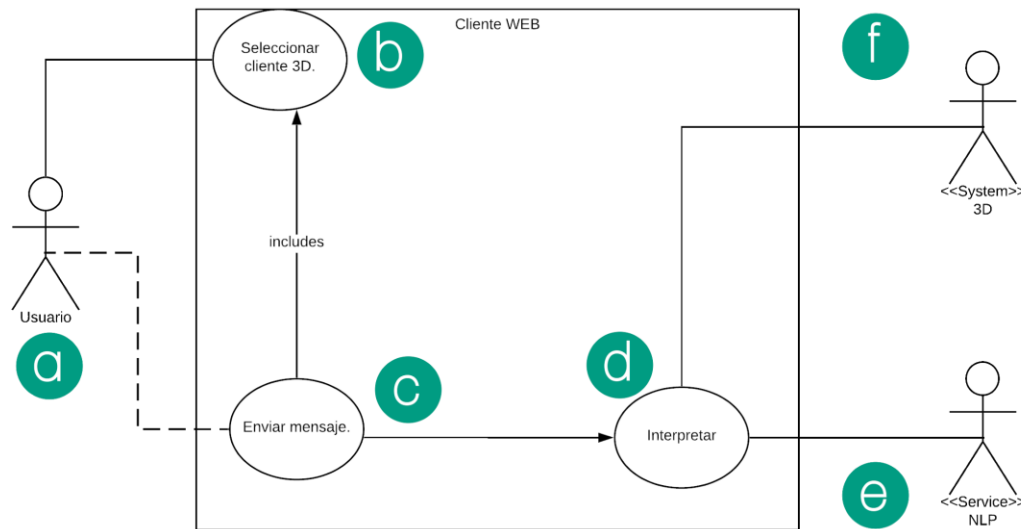 Cliente WEB
Seleccionar
cliente 3D.
b
f
<<System>>
3D
includes
Usuario
a
c
d
Enviar mensaje.
Interpretar
e
<<Service>>
NLP